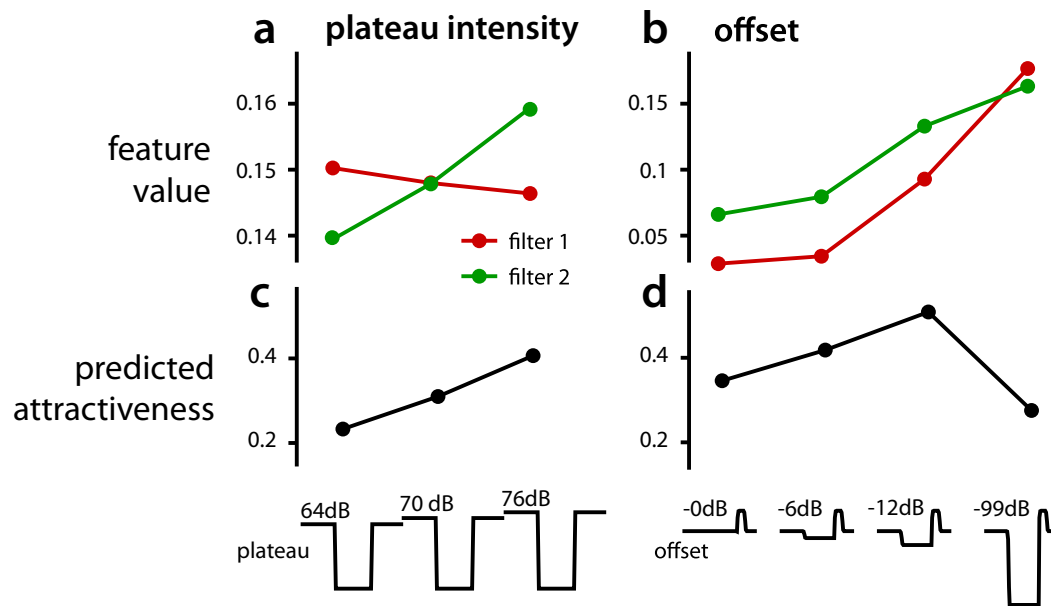 a plateau intensity
b offset
feature
value
0.16
0.15
0.14
0.15
0.1
0.05
filter 1
filter 2
c
d
predicted
attractiveness
0.4
0.2
0.4
0.2
64dB 70 dB 76dB
plateau
-0dB -6dB -12dB -99dB
offset